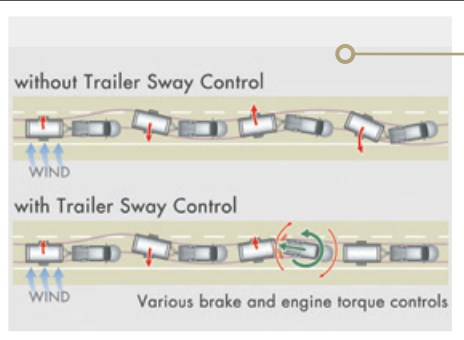 without Trailer Sway Control
WIND
with Trailer Sway Control
WIND
Various brake and engine torque controls